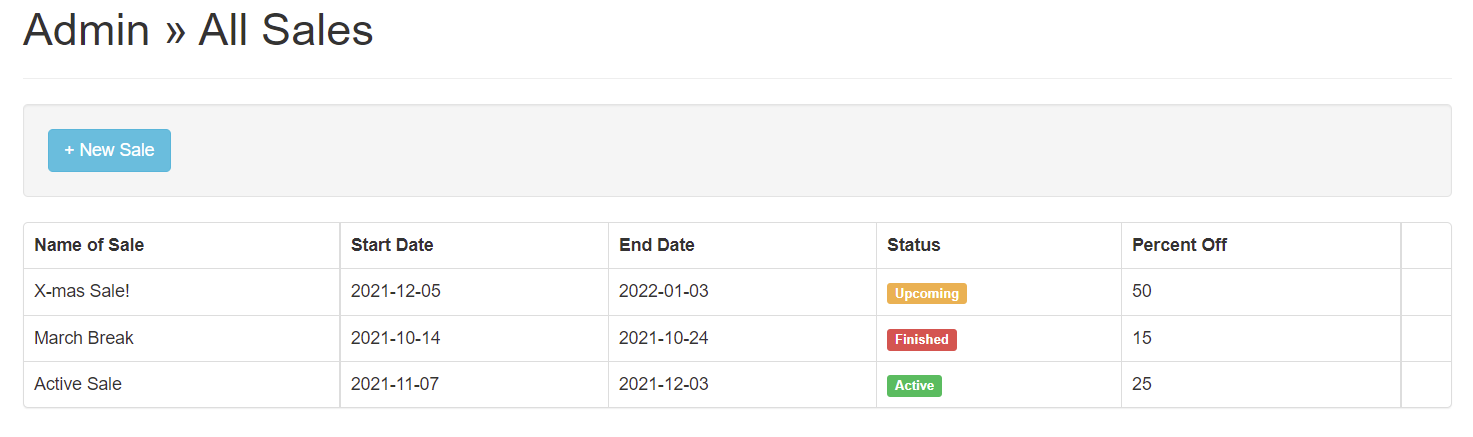 Admin » All Sales
+ New Sale
Name of Sale Start Date End Date Status Percent Off
X-mas Sale! 2021-12-05 2022-01-03 Upcoming 50
March Break 2021-10-14 2021-10-24 Finished 15
Active Sale 2021-11-07 2021-12-03 Active 25